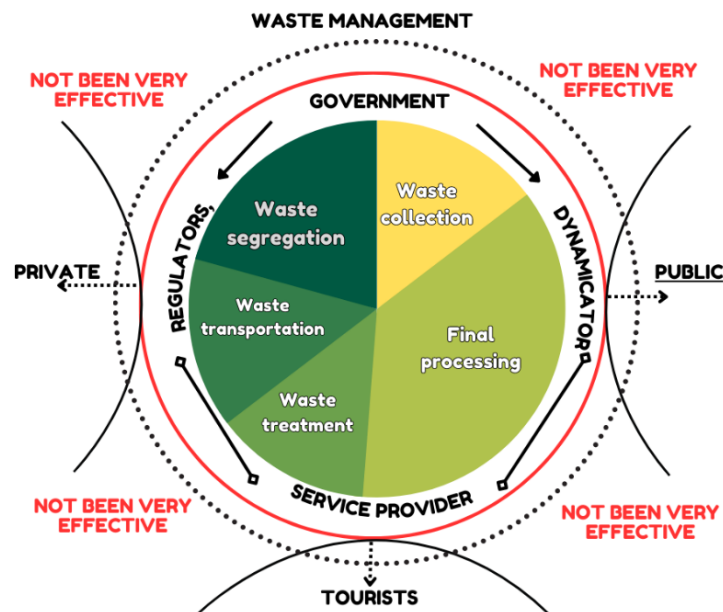 WASTE MANAGEMENT
NOT BEEN VERY
EFFECTIVE
NOT BEEN VERY
EFFECTIVE
GOVERNMENT
Waste
segregation
Waste
collection
REGULATORS,
DYNAMICATOR
PRIVATE
PUBLIC
Waste
transportation
Final
processing
Waste
treatment
SERVICE PROVIDER
NOT BEEN VERY
EFFECTIVE
NOT BEEN VERY
EFFECTIVE
TOURISTS